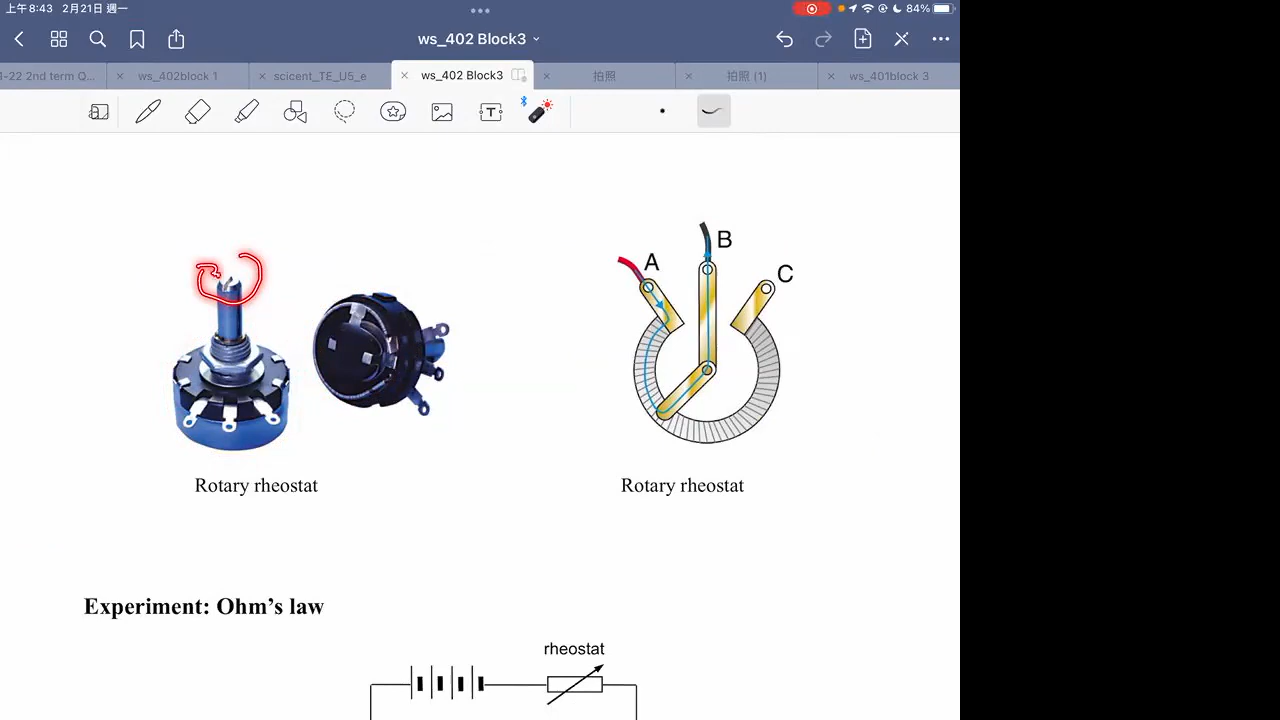 上午8:43 2月21日 週一
84%
ws_402 Block3
1-22 2nd term Q...
ws_402block 1
scicent_TE_U5_e
ws_402 Block3
拍照
拍照 (1)
ws_401block 3
T
A
B
C
Rotary rheostat
Rotary rheostat
Experiment: Ohm’s law
rheostat